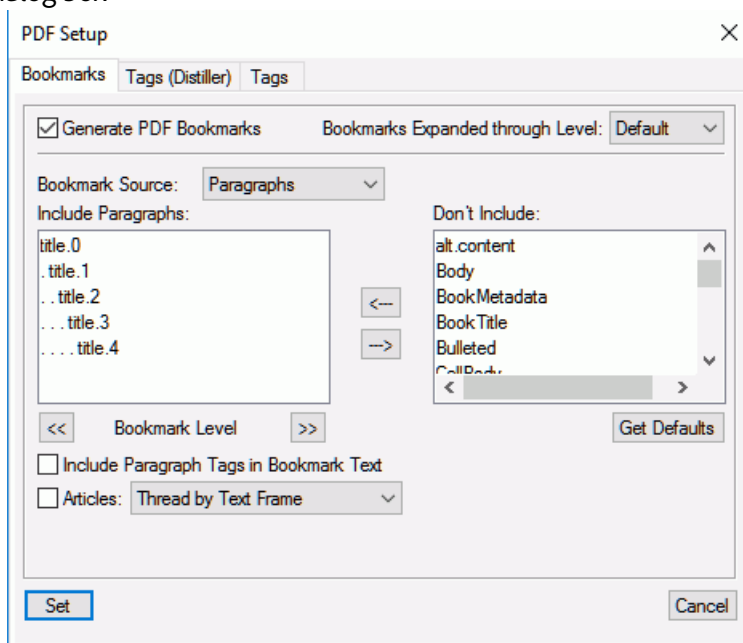 PDF Setup
Bookmarks Tags (Distiller) Tags
Generate PDF Bookmarks Bookmarks Expanded through Level: Default
Bookmark Source: Paragraphs
Include Paragraphs: Don't Include:
title.0
. title.1
. . title.2
. . . title.3
. . . . title.4
<---
--->
alt.content
Body
BookMetadata
BookTitle
Bulleted
CellBody
<< Bookmark Level >> Get Defaults
Include Paragraph Tags in Bookmark Text
Articles: Thread by Text Frame
Set Cancel